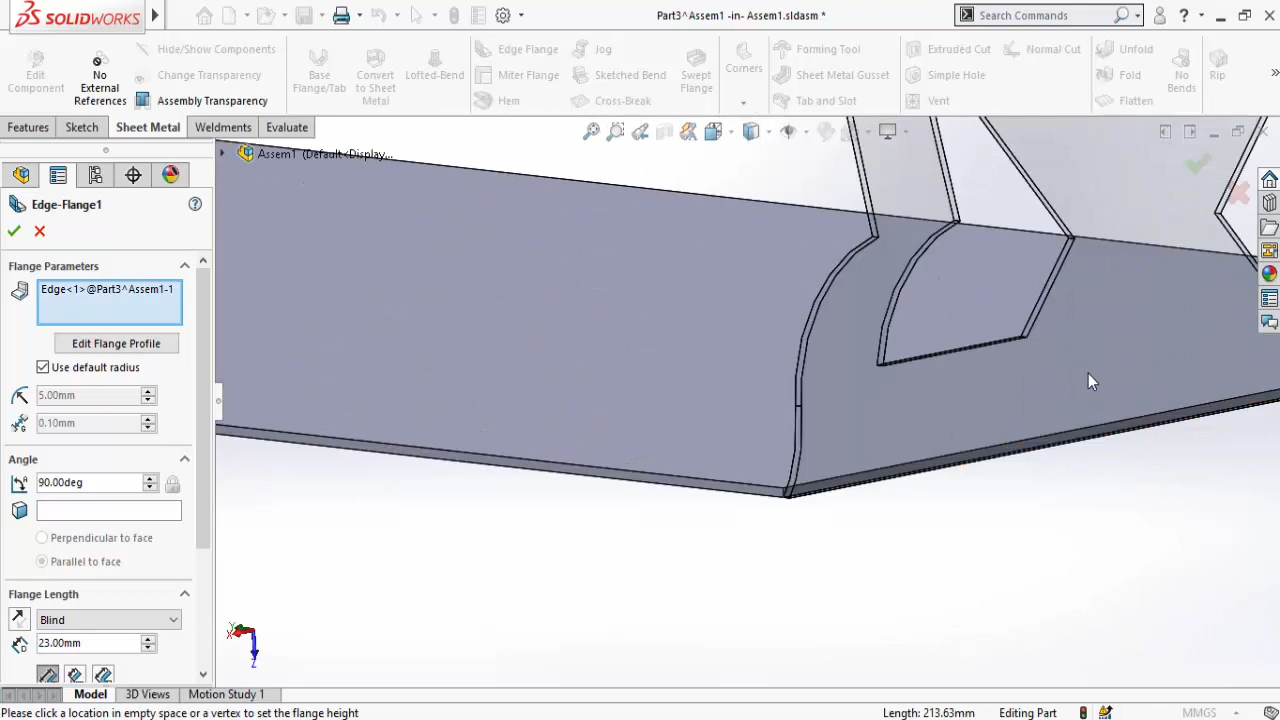 SOLIDWORKS
Part3^Assem1 -in- Assem1.sldasm *
Search Commands
Edit Component
No External References
Hide/Show Components
Change Transparency
Assembly Transparency
Base Flange/Tab
Convert to Sheet Metal
Lofted-Bend
Edge Flange
Miter Flange
Hem
Jog
Sketched Bend
Cross-Break
Swept Flange
Corners
Forming Tool
Sheet Metal Gusset
Tab and Slot
Extruded Cut
Simple Hole
Vent
Normal Cut
Unfold
Fold
Flatten
No Bends
Rip
Features
Sketch
Sheet Metal
Weldments
Evaluate
Assem1 (Default<Display...
Edge-Flange1
Flange Parameters
Edge<1>@Part3^Assem1-1
Edit Flange Profile
Use default radius
5.00mm
0.10mm
Angle
90.00deg
Perpendicular to face
Parallel to face
Flange Length
Blind
23.00mm
X
Y
Z
Model
3D Views
Motion Study 1
Please click a location in empty space or a vertex to set the flange height
Length: 213.63mm
Editing Part
MMGS